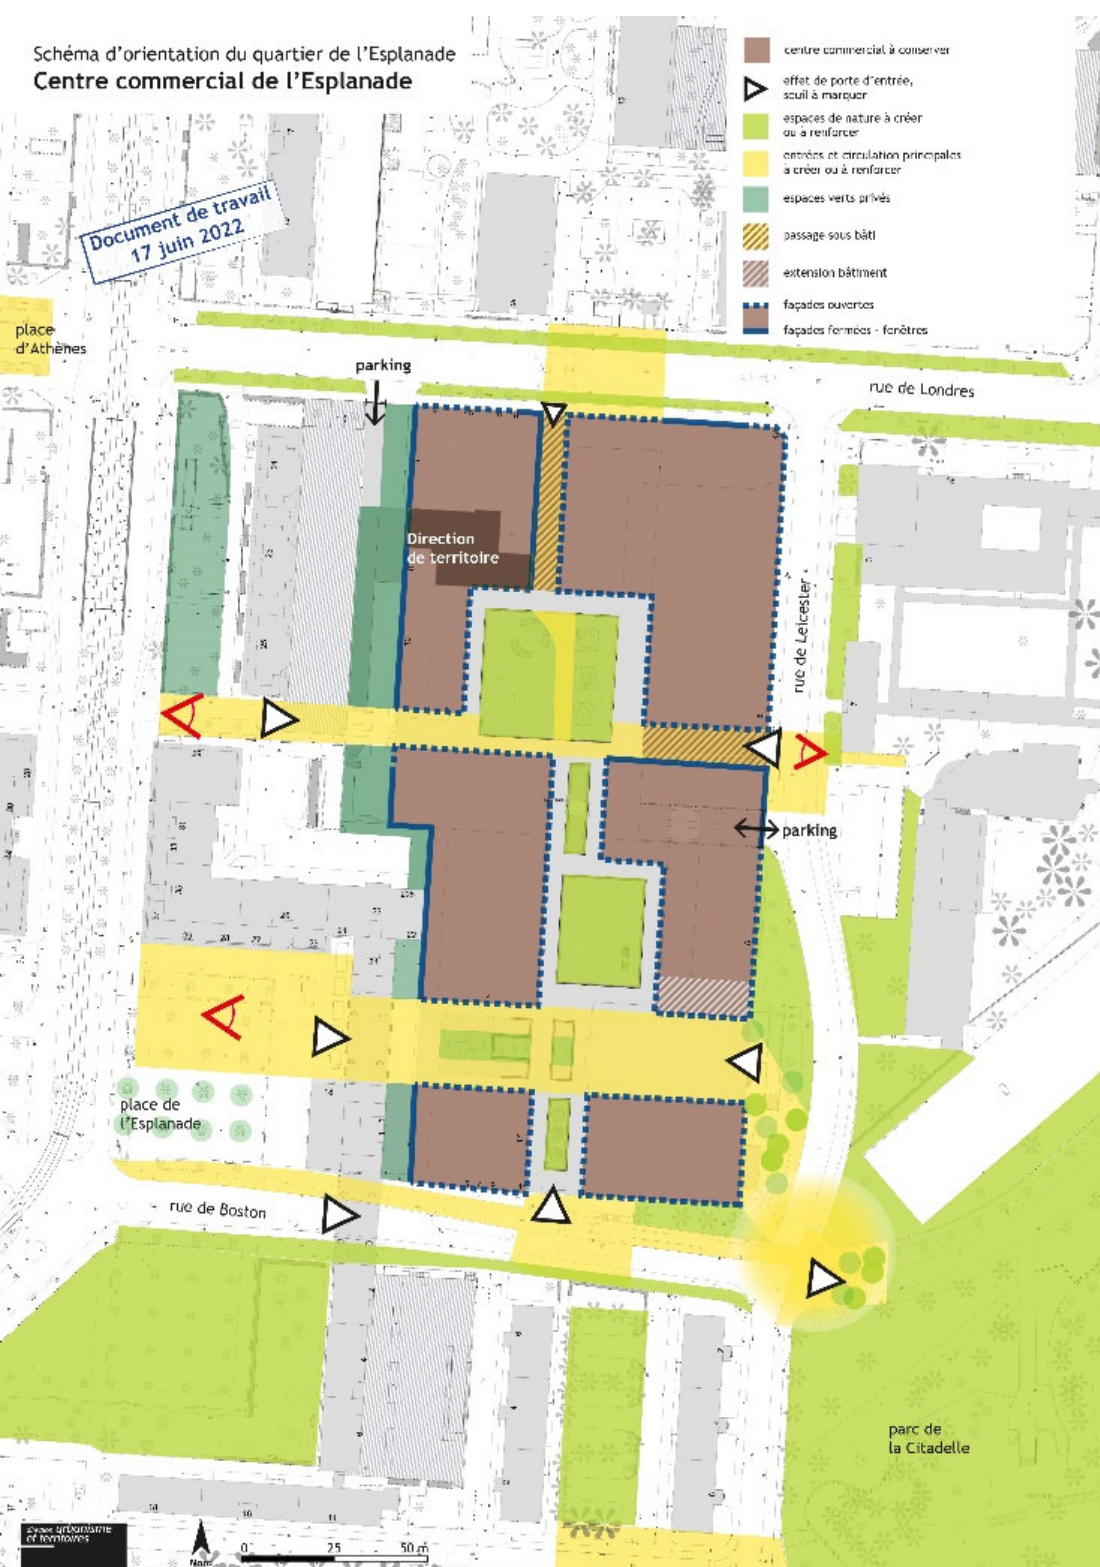 Schéma d'orientation du quartier de l'Esplanade
Centre commercial de l'Esplanade
Document de travail
17 juin 2022
centre commercial à conserver
effet de porte d'entrée,
seuil à marquer
espaces de nature à créer
ou à renforcer
entrées et circulation principales
à créer ou à renforcer
espaces verts privés
passage sous bâti
extension bâtiment
façades ouvertes
façades fermées - fenêtres
place
d'Athènes
parking
rue de Londres
Direction
de territoire
rue de Leicester
parking
place de
l'Esplanade
rue de Boston
parc de
la Citadelle
urbanisme
et territoires
Nord
0 25 50 m